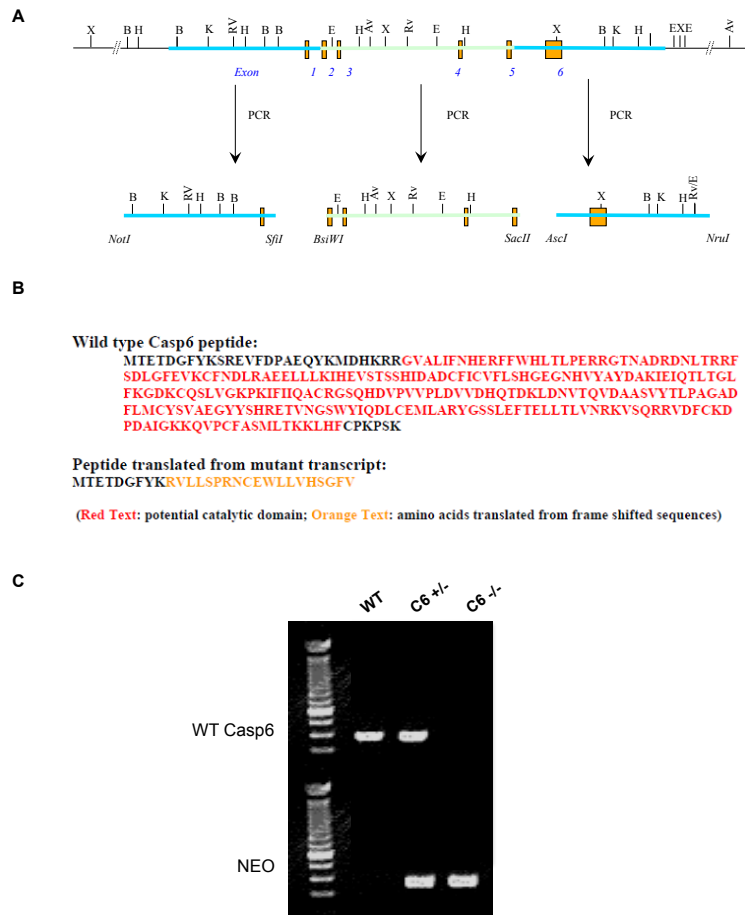 A
X B H B K RV H B B E H Av X Rv E H X B K H EXE Av
Exon 1 2 3 4 5 6
PCR PCR PCR
B K RV H B B E H Av X Rv E H X B K H Rv/E
NotI SfiI BsiWI SacII AscI NruI
B
Wild type Casp6 peptide:
MTETDGFYKSREVFDPAEQYKMDHKRRGVALIFNHERFFWHLTLPERRGTNADRDNLTRRF
SDLGFEVKCFNDLRAEELLLKIHEVSTSSHIDADCFICVFLSHGEGNHVYAYDAKIEIQTLTGL
FKGDKCQSLVGKPKIFIIQACRGSQHDVPVVPLDVVDHQTDKLDNVTQVDAASVYTLPAGAD
FLMCYSVAEGYYSHRETVNGSWYIQDLCEMLARYGSSLEFTELLTLVNRKVSQRRVDFCKD
PDAIGKKQVPCFASMLTKKLHFCPKPSK
Peptide translated from mutant transcript:
MTETDGFYKRVLLSPRNCEWLLVHSGFV
(Red Text: potential catalytic domain; Orange Text: amino acids translated from frame shifted sequences)
C
WT C6 +/- C6 -/-
WT Casp6
NEO